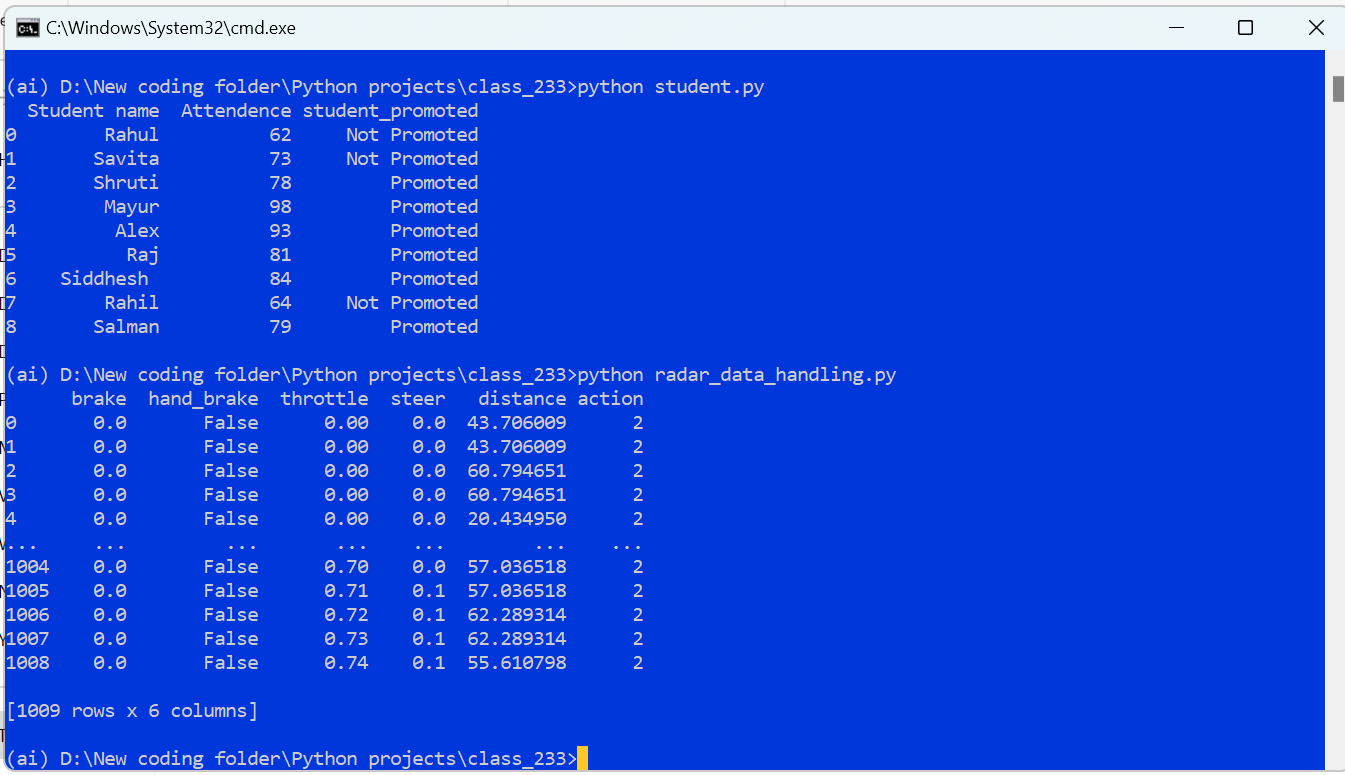 C:\Windows\System32\cmd.exe
(ai) D:\New coding folder\Python projects\class_233>python student.py
Student name Attendence student_promoted
0 Rahul 62 Not Promoted
1 Savita 73 Not Promoted
2 Shruti 78 Promoted
3 Mayur 98 Promoted
4 Alex 93 Promoted
5 Raj 81 Promoted
6 Siddhesh 84 Promoted
7 Rahil 64 Not Promoted
8 Salman 79 Promoted
(ai) D:\New coding folder\Python projects\class_233>python radar_data_handling.py
brake hand_brake throttle steer distance action
0 0.0 False 0.00 0.0 43.706009 2
1 0.0 False 0.00 0.0 43.706009 2
2 0.0 False 0.00 0.0 60.794651 2
3 0.0 False 0.00 0.0 60.794651 2
4 0.0 False 0.00 0.0 20.434950 2
... ... ... ... ... ... ...
1004 0.0 False 0.70 0.0 57.036518 2
1005 0.0 False 0.71 0.1 57.036518 2
1006 0.0 False 0.72 0.1 62.289314 2
1007 0.0 False 0.73 0.1 62.289314 2
1008 0.0 False 0.74 0.1 55.610798 2
[1009 rows x 6 columns]
(ai) D:\New coding folder\Python projects\class_233>